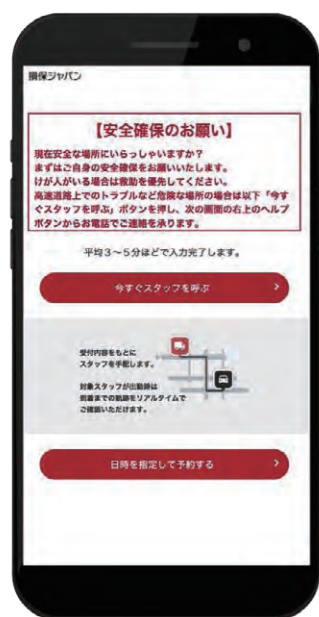 損保ジャパン
【安全確保のお願い】
現在安全な場所にいらっしゃいますか？
まずはご自身の安全確保をお願いいたします。
けが人がいる場合は救助を優先してください。
高速道路上でのトラブルなど危険な場所の場合は以下「今す
ぐスタッフを呼ぶ」ボタンを押し、次の画面の右上のヘルプ
ボタンからお電話でご連絡を承ります。
平均3～5分ほどで入力完了します。
今すぐスタッフを呼ぶ
受付内容をもとに
スタッフを手配します。
対象スタッフが出動時は
到着までの軌跡をリアルタイムで
ご確認いただけます。
日時を指定して予約する